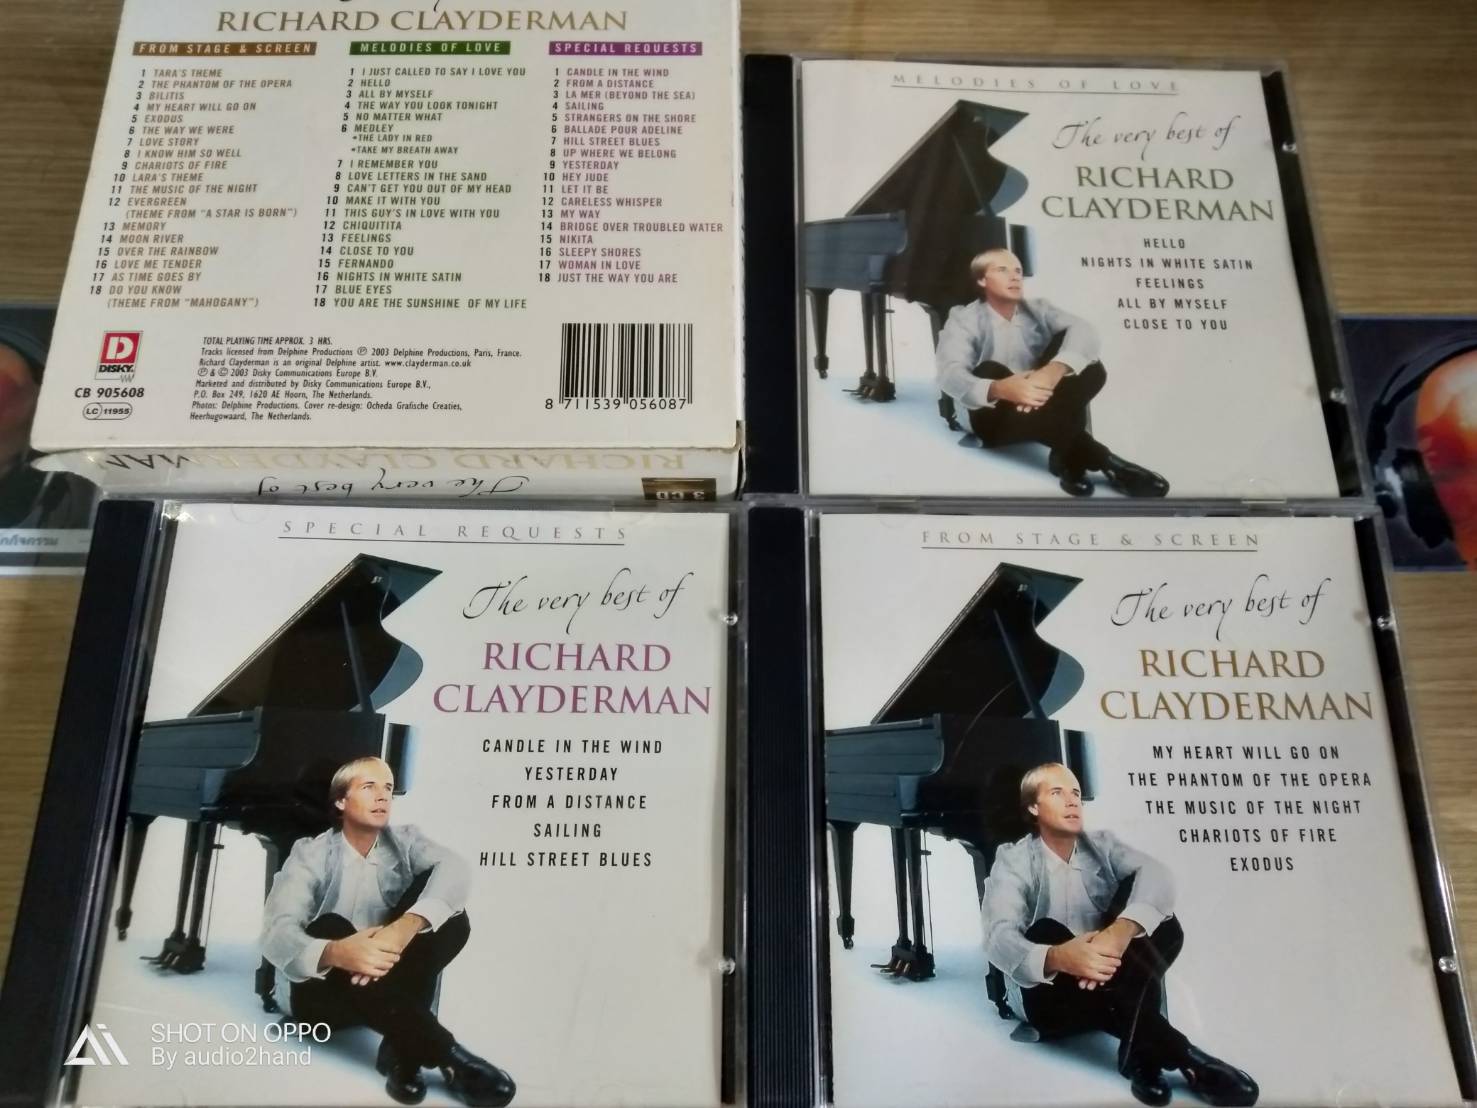 RICHARD CLAYDERMAN
FROM STAGE & SCREEN
1 TARA'S THEME
2 THE PHANTOM OF THE OPERA
3 BILITIS
4 MY HEART WILL GO ON
5 EXODUS
6 THE WAY WE WERE
7 LOVE STORY
8 I KNOW HIM SO WELL
9 CHARIOTS OF FIRE
10 LARA'S THEME
11 THE MUSIC OF THE NIGHT
12 EVERGREEN
(THEME FROM "A STAR IS BORN")
13 MEMORY
14 MOON RIVER
15 OVER THE RAINBOW
16 LOVE ME TENDER
17 AS TIME GOES BY
18 DO YOU KNOW
(THEME FROM "MAHOGANY")
MELODIES OF LOVE
1 I JUST CALLED TO SAY I LOVE YOU
2 HELLO
3 ALL BY MYSELF
4 THE WAY YOU LOOK TONIGHT
5 NO MATTER WHAT
6 MEDLEY
•THE LADY IN RED
•TAKE MY BREATH AWAY
7 I REMEMBER YOU
8 LOVE LETTERS IN THE SAND
9 CAN'T GET YOU OUT OF MY HEAD
10 MAKE IT WITH YOU
11 THIS GUY'S IN LOVE WITH YOU
12 CHIQUITITA
13 FEELINGS
14 CLOSE TO YOU
15 FERNANDO
16 NIGHTS IN WHITE SATIN
17 BLUE EYES
18 YOU ARE THE SUNSHINE OF MY LIFE
SPECIAL REQUESTS
1 CANDLE IN THE WIND
2 FROM A DISTANCE
3 LA MER (BEYOND THE SEA)
4 SAILING
5 STRANGERS ON THE SHORE
6 BALLADE POUR ADELINE
7 HILL STREET BLUES
8 UP WHERE WE BELONG
9 YESTERDAY
10 HEY JUDE
11 LET IT BE
12 CARELESS WHISPER
13 MY WAY
14 BRIDGE OVER TROUBLED WATER
15 NIKITA
16 SLEEPY SHORES
17 WOMAN IN LOVE
18 JUST THE WAY YOU ARE
D
DISKY
CB 905608
LC 11955
TOTAL PLAYING TIME APPROX. 3 HRS.
Tracks licensed from Delphine Productions ℗ 2003 Delphine Productions, Paris, France.
Richard Clayderman is an original Delphine artist. www.clayderman.co.uk
℗ & © 2003 Disky Communications Europe B.V.
Marketed and distributed by Disky Communications Europe B.V.,
P.O. Box 249, 1620 AE Hoorn, The Netherlands.
Photos: Delphine Productions. Cover re-design: Ocheda Grafische Creaties,
Heerhugowaard, The Netherlands.
8 711539 056087
The very best of
RICHARD CLAYDERMAN
3 CD
MELODIES OF LOVE
The very best of
RICHARD
CLAYDERMAN
HELLO
NIGHTS IN WHITE SATIN
FEELINGS
ALL BY MYSELF
CLOSE TO YOU
SPECIAL REQUESTS
The very best of
RICHARD
CLAYDERMAN
CANDLE IN THE WIND
YESTERDAY
FROM A DISTANCE
SAILING
HILL STREET BLUES
FROM STAGE & SCREEN
The very best of
RICHARD
CLAYDERMAN
MY HEART WILL GO ON
THE PHANTOM OF THE OPERA
THE MUSIC OF THE NIGHT
CHARIOTS OF FIRE
EXODUS
SHOT ON OPPO
By audio2hand